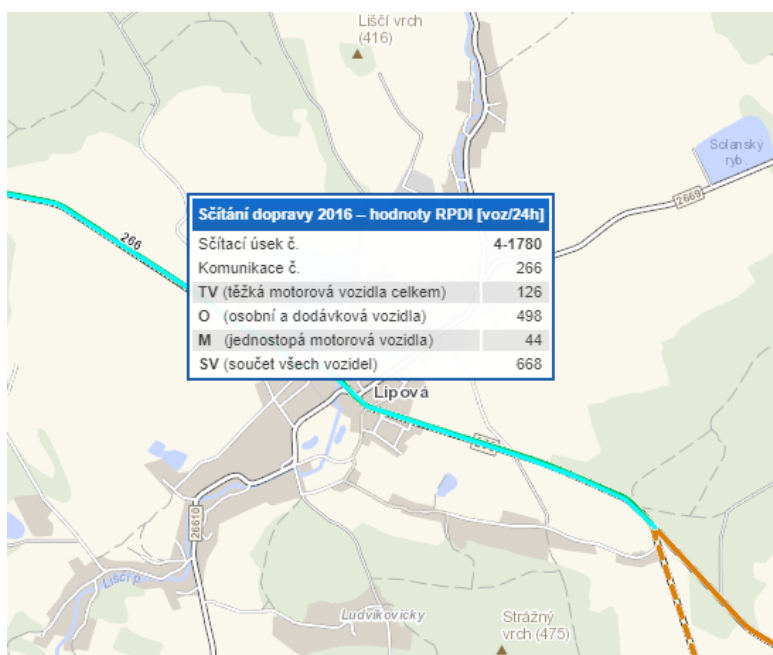 Liščí vrch
(416)
Solanský
ryb.
2669
266
Sčítání dopravy 2016 – hodnoty RPDI [voz/24h]
Sčítací úsek č. 4-1780
Komunikace č. 266
TV (těžká motorová vozidla celkem) 126
O (osobní a dodávková vozidla) 498
M (jednostopá motorová vozidla) 44
SV (součet všech vozidel) 668
Lipová
26610
Liščí p.
Ludvíkovičky
Strážný
vrch (475)